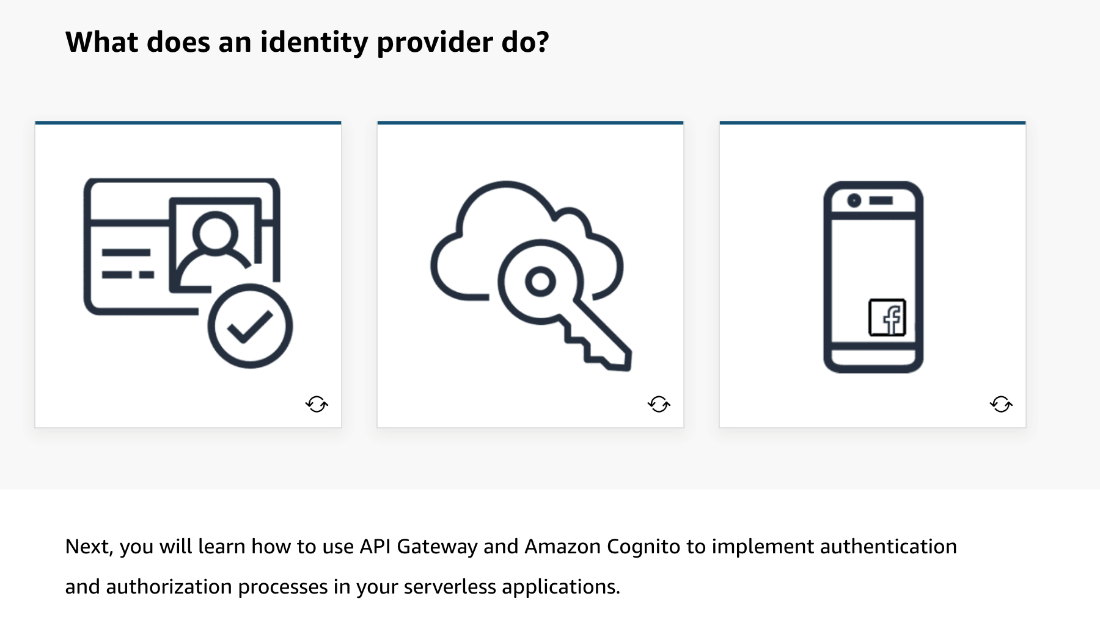 What does an identity provider do?
f
Next, you will learn how to use API Gateway and Amazon Cognito to implement authentication
and authorization processes in your serverless applications.